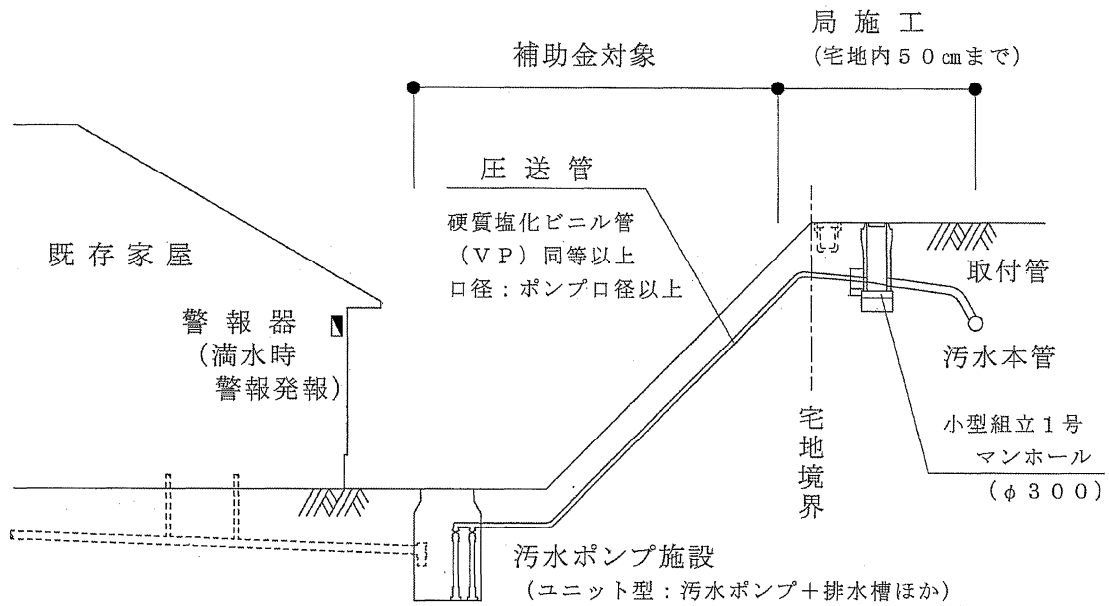 局施工
(宅地内50㎝まで)
補助金対象
圧送管
硬質塩化ビニル管
(VP)同等以上
口径:ポンプ口径以上
既存家屋
警報器
(満水時
警報発報)
取付管
汚水本管
宅地境界
小型組立1号
マンホール
(φ300)
汚水ポンプ施設
(ユニット型:汚水ポンプ+排水槽ほか)